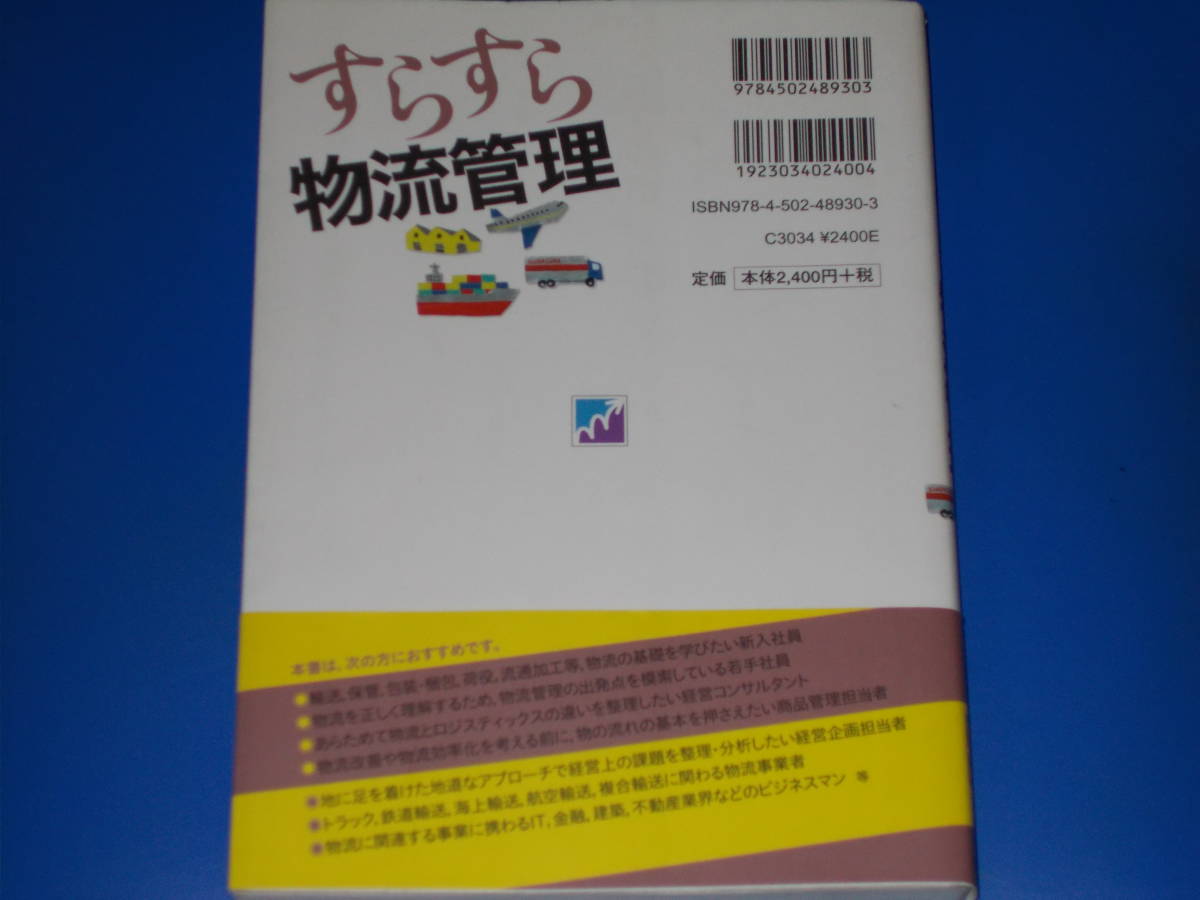 すらすら
物流管理
9784502489303
1923034024004
ISBN978-4-502-48930-3
C3034 ¥2400E
定価 本体2,400円+税
本書は、次の方におすすめです。
●輸送,保管,包装・梱包,荷役,流通加工等,物流の基礎を学びたい新入社員
●物流を正しく理解するため,物流管理の出発点を模索している若手社員
●あらためて物流とロジスティックスの違いを整理したい経営コンサルタント
●物流改善や物流効率化を考える前に,物の流れの基本を押さえたい商品管理担当者
●地に足を着けた地道なアプローチで経営上の課題を整理・分析したい経営企画担当者
●トラック,鉄道輸送,海上輸送,航空輸送,複合輸送に関わる物流事業者
●物流に関連する事業に携わるIT,金融,建築,不動産業界などのビジネスマン 等